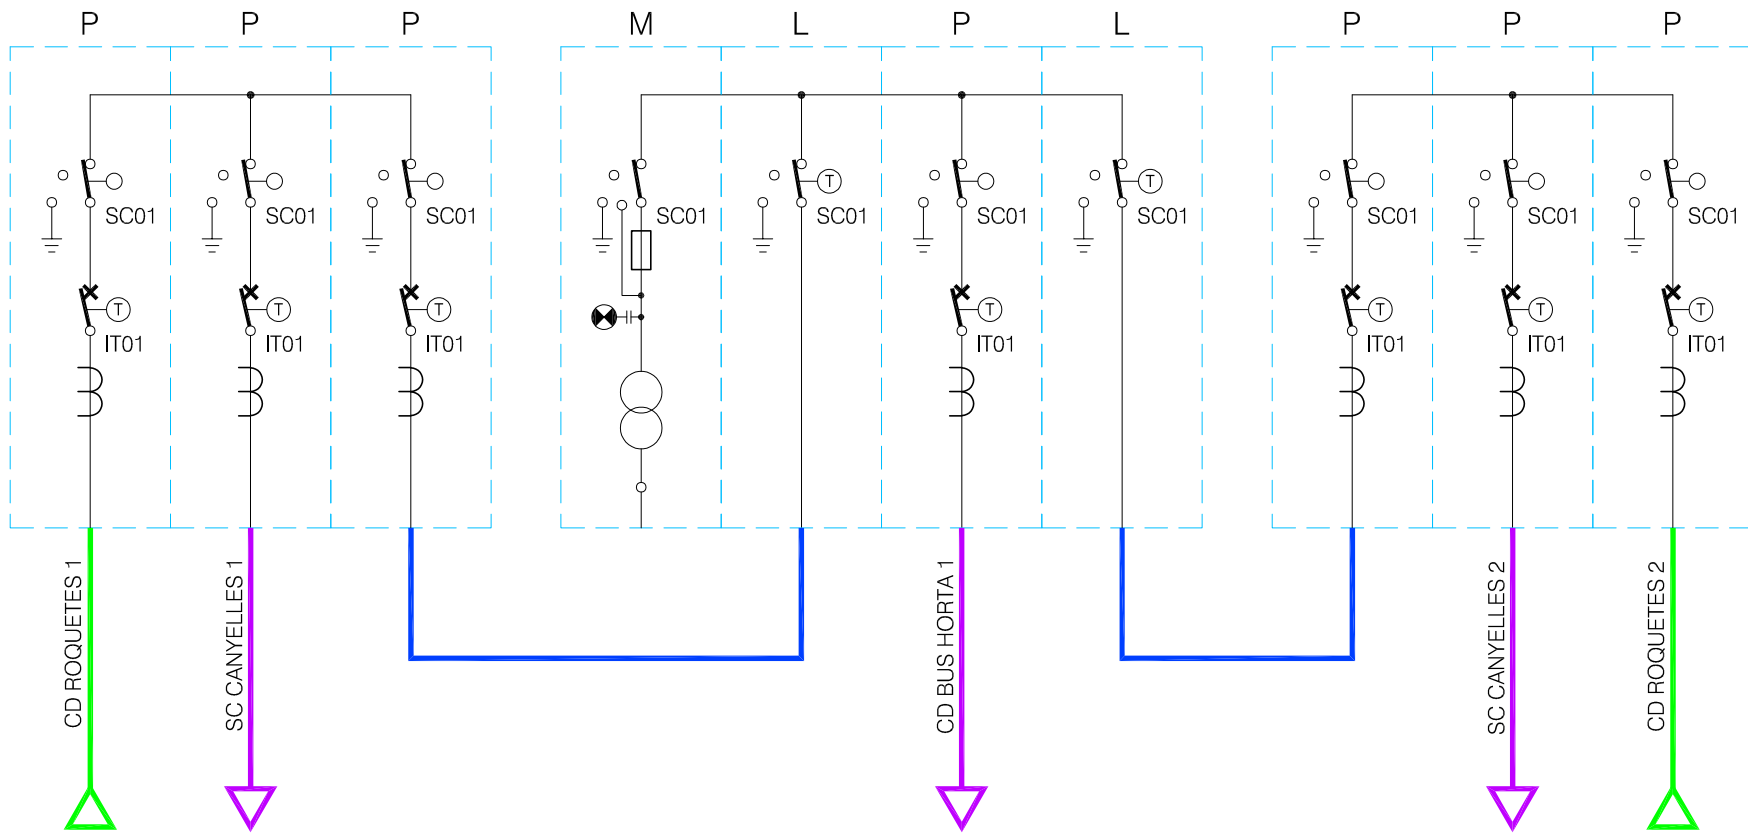 P P P M L P L P P P
SC01 SC01 SC01 SC01 T SC01 SC01 T SC01 SC01 SC01 SC01
T IT01 T IT01 T IT01 T IT01 T IT01 T IT01 T IT01
CD ROQUETES 1
SC CANYELLES 1
CD BUS HORTA 1
SC CANYELLES 2
CD ROQUETES 2